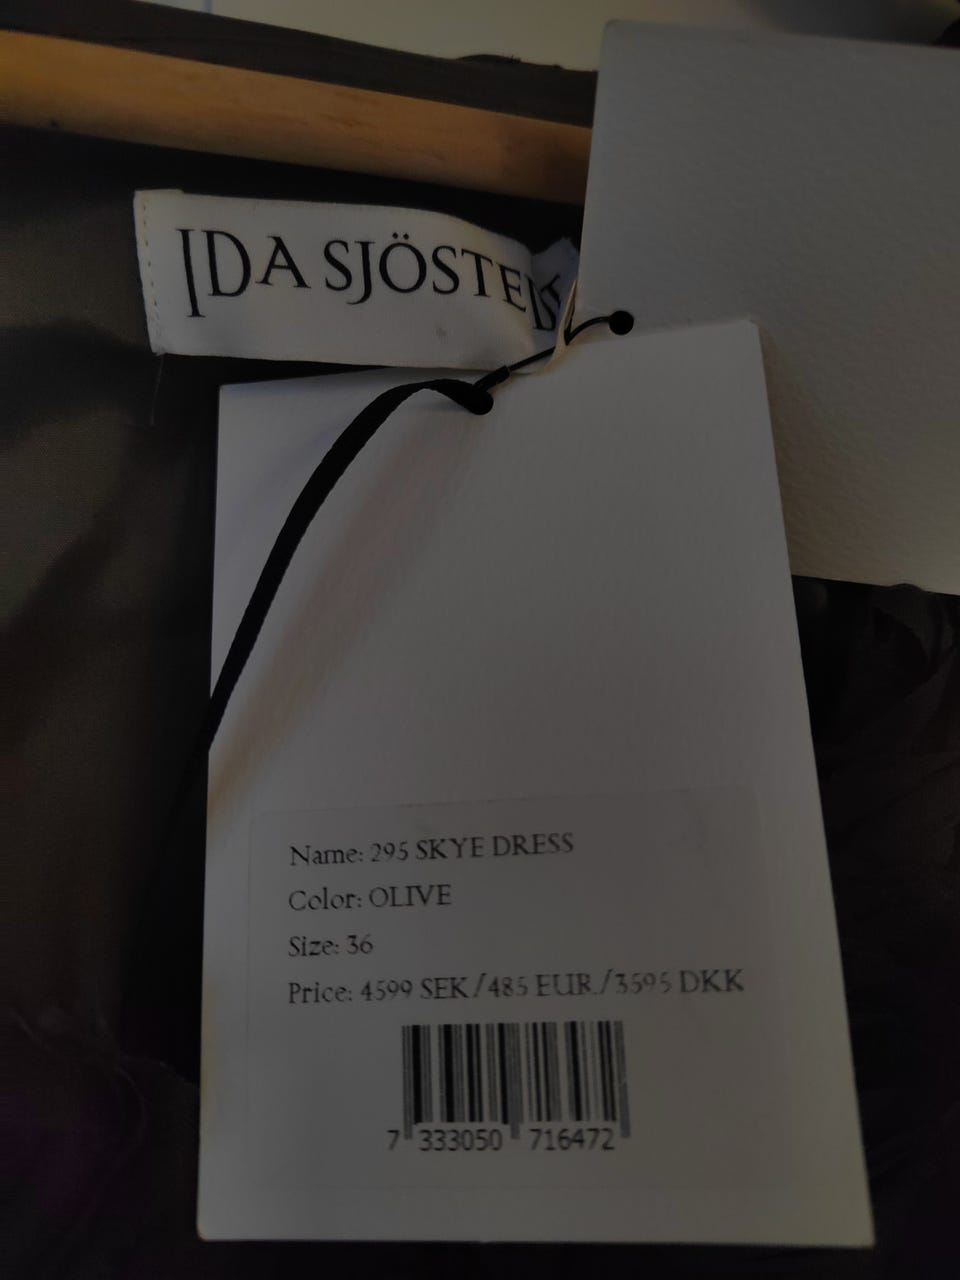 IDA SJÖSTE
Name: 295 SKYE DRESS
Color: OLIVE
Size: 36
Price: 4599 SEK/485 EUR/3595 DKK
7 333050 716472